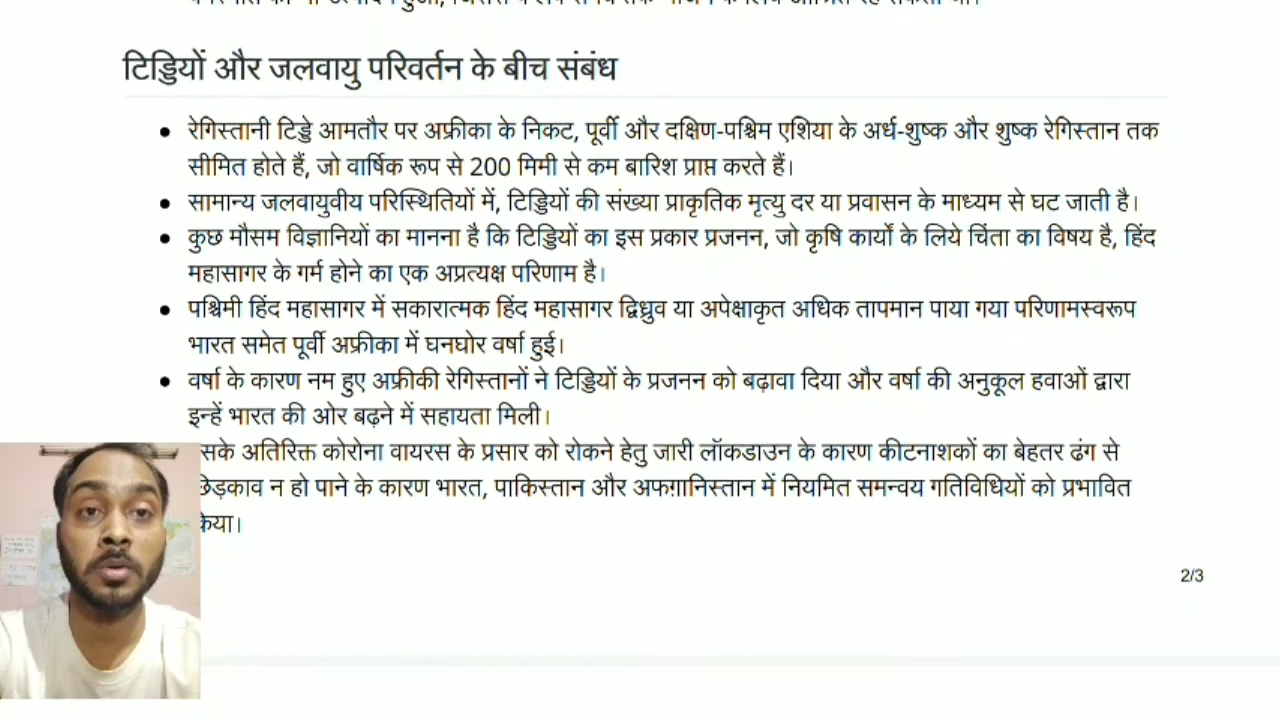 टिड्डियों और जलवायु परिवर्तन के बीच संबंध
रेगिस्तानी टिड्डे आमतौर पर अफ्रीका के निकट, पूर्वी और दक्षिण-पश्चिम एशिया के अर्ध-शुष्क और शुष्क रेगिस्तान तक
सीमित होते हैं, जो वार्षिक रूप से 200 मिमी से कम बारिश प्राप्त करते हैं।
सामान्य जलवायुवीय परिस्थितियों में, टिड्डियों की संख्या प्राकृतिक मृत्यु दर या प्रवासन के माध्यम से घट जाती है।
कुछ मौसम विज्ञानियों का मानना है कि टिड्डियों का इस प्रकार प्रजनन, जो कृषि कार्यों के लिये चिंता का विषय है, हिंद
महासागर के गर्म होने का एक अप्रत्यक्ष परिणाम है।
पश्चिमी हिंद महासागर में सकारात्मक हिंद महासागर द्विध्रुव या अपेक्षाकृत अधिक तापमान पाया गया परिणामस्वरूप
भारत समेत पूर्वी अफ्रीका में घनघोर वर्षा हुई।
वर्षा के कारण नम हुए अफ्रीकी रेगिस्तानों ने टिड्डियों के प्रजनन को बढ़ावा दिया और वर्षा की अनुकूल हवाओं द्वारा
इन्हें भारत की ओर बढ़ने में सहायता मिली।
अतिरिक्त कोरोना वायरस के प्रसार को रोकने हेतु जारी लॉकडाउन के कारण कीटनाशकों का बेहतर ढंग से
न हो पाने के कारण भारत, पाकिस्तान और अफग़ानिस्तान में नियमित समन्वय गतिविधियों को प्रभावित
2/3